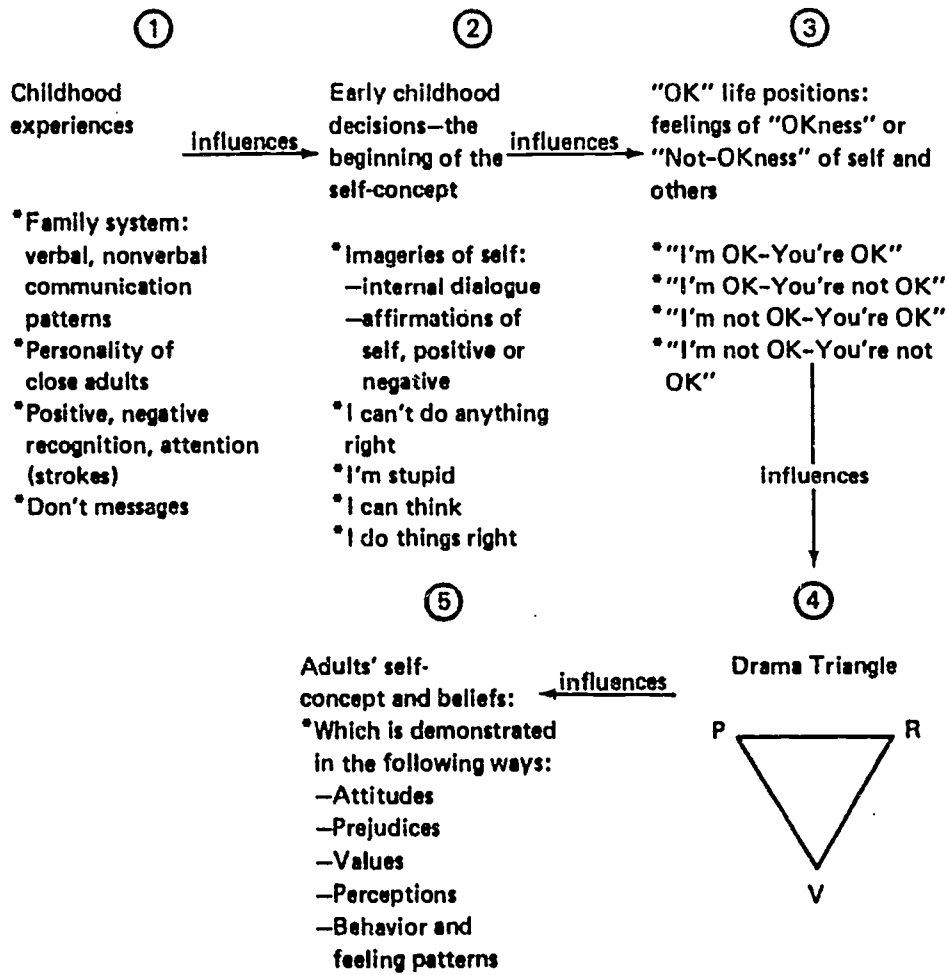 ①
Childhood
experiences
influences
*Family system:
verbal, nonverbal
communication
patterns
*Personality of
close adults
*Positive, negative
recognition, attention
(strokes)
*Don't messages
②
Early childhood
decisions—the
beginning of the
self-concept
influences
*Imageries of self:
—internal dialogue
—affirmations of
self, positive or
negative
*I can't do anything
right
*I'm stupid
*I can think
*I do things right
③
"OK" life positions:
feelings of "OKness" or
"Not-OKness" of self and
others
*"I'm OK–You're OK"
*"I'm OK–You're not OK"
*"I'm not OK–You're OK"
*"I'm not OK–You're not
OK"
influences
④
Drama Triangle
P
R
V
influences
⑤
Adults' self-
concept and beliefs:
*Which is demonstrated
in the following ways:
—Attitudes
—Prejudices
—Values
—Perceptions
—Behavior and
feeling patterns